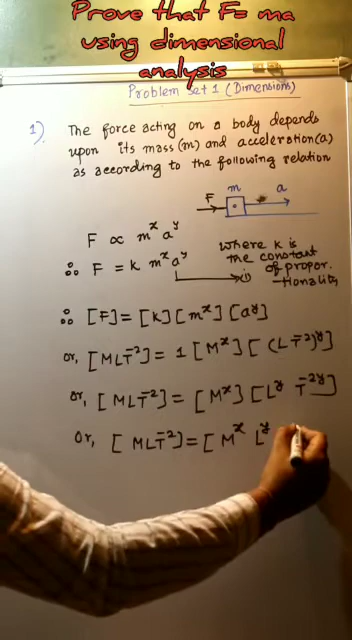 Prove that F= ma
using dimensional
analysis
Problem Set 1 (Dimensions)
1) The force acting on a body depends
upon its mass (m) and acceleration(a)
as according to the following relation
F m a
F ∝ m^x a^y
∴ F = k m^x a^y (i)
where k is
the constant
of propor.
-tionality
∴ [F] = [k] [m^x] [a^y]
or, [MLT^-2] = 1 [M^x] [(LT^-2)^y]
or, [MLT^-2] = [M^x] [L^y T^-2y]
Or, [MLT^-2] = [M^x L^y